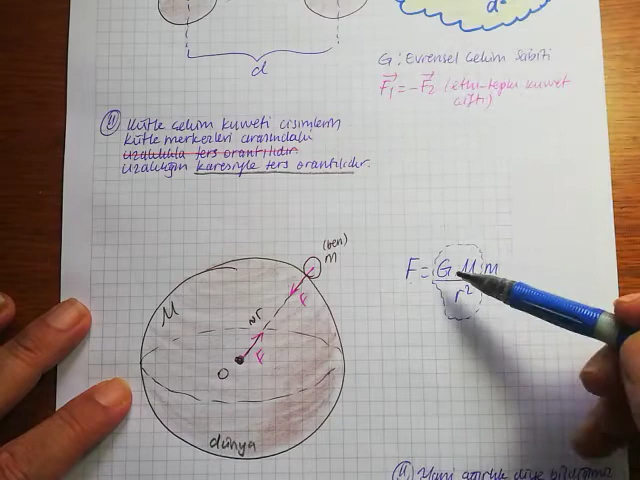 d²
d
G: Evrensel çekim sabiti
F₁ = -F₂ (etki-tepki kuvvet
çifti)
!! Kütle çekim kuvveti cisimlerin
kütle merkezleri arasındaki
uzaklıkla ters orantılıdır.
uzaklığın karesiyle ters orantılıdır.
(ben)
m
M
F
r
F
O
dünya
F = G M m
r²
!! Yani ağırlık diye bildiğimiz